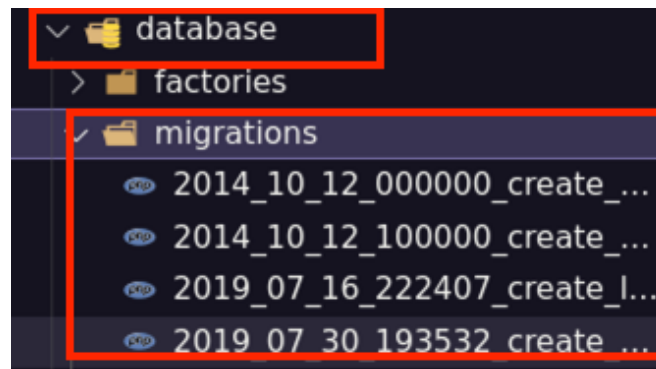 database
factories
migrations
2014_10_12_000000_create_...
2014_10_12_100000_create_...
2019_07_16_222407_create_l...
2019_07_30_193532_create_...